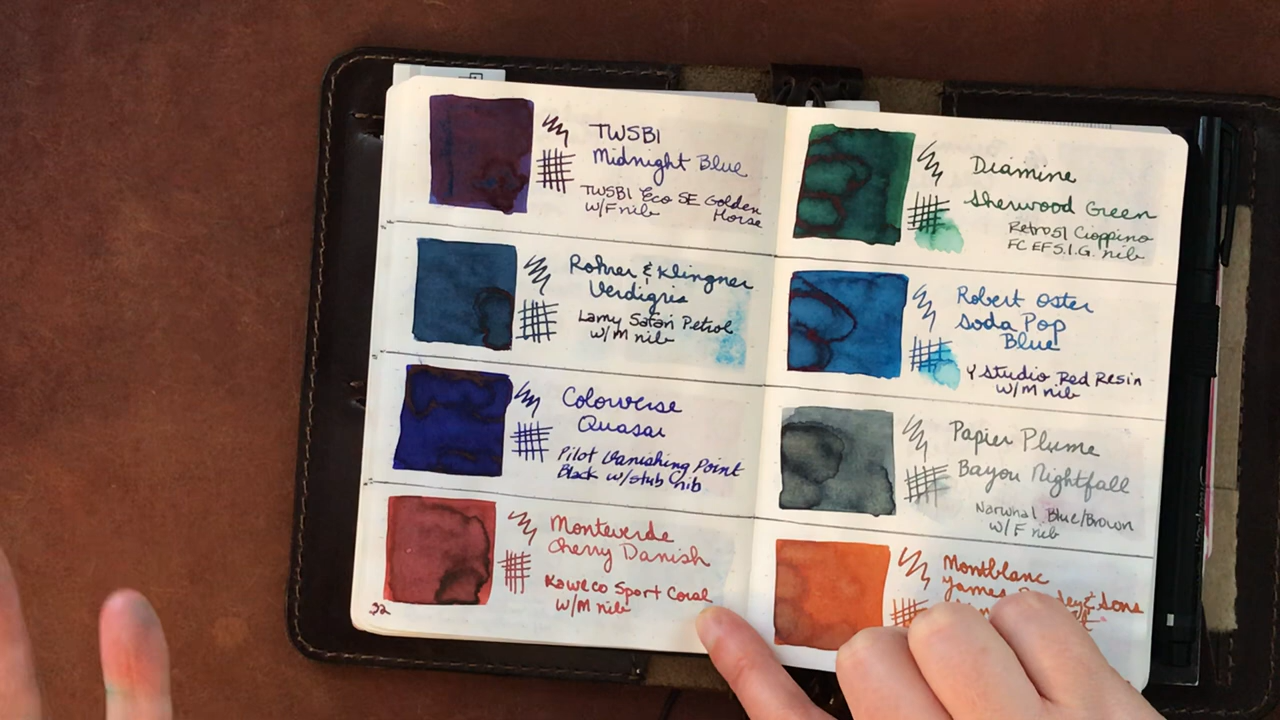 TWSBI
Midnight Blue
TWSBI Eco SE Golden
w/F nib Horse
Rohrer & Klingner
Verdigris
Lamy Safari Petrol
w/M nib
Colorverse
Quasar
Pilot Vanishing Point
Black w/stub nib
Monteverde
Cherry Danish
Kaweco Sport Coral
w/M nib
22
Diamine
Sherwood Green
Retro51 Cioppino
FC EF S.I.G. nib
Robert Oster
Soda Pop
Blue
Y Studio Red Resin
w/M nib
Papier Plume
Bayou Nightfall
Narwhal Blue/Brown
w/F nib
Montblanc
James & Sons